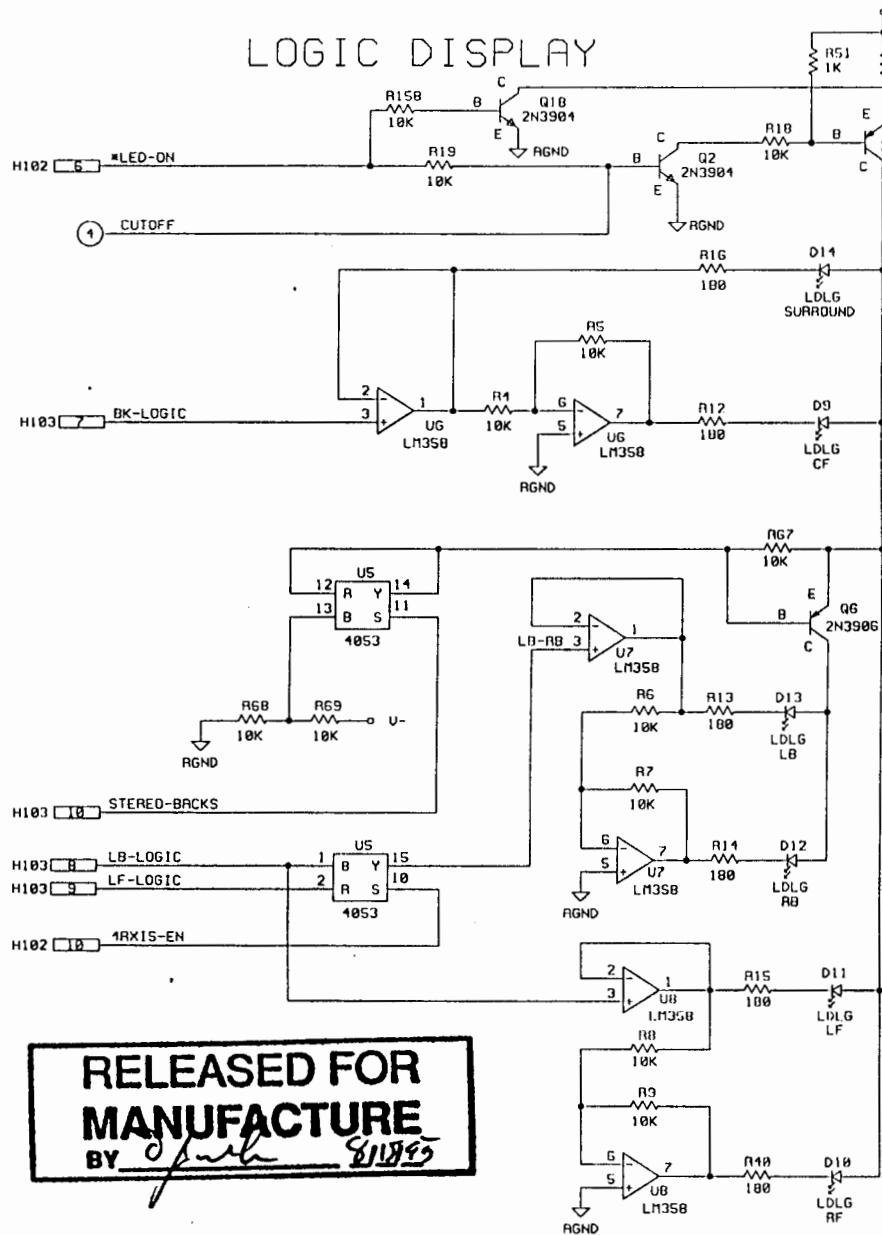 LOGIC DISPLAY
R51
1K
R15B
10K
B
C
E
Q1B
2N3904
AGND
H102 6 *LED-ON
R19
10K
B
C
E
Q2
2N3904
AGND
R18
10K
B
E
C
4 CUTOFF
R16
180
D14
LDLG
SURROUND
R5
10K
H103 7 BK-LOGIC
2
3
1
U6
LM358
R4
10K
6
5
7
U6
LM358
AGND
R12
180
D9
LDLG
CF
R67
10K
U5
12 A Y 14
13 B S 11
4053
B
E
C
Q6
2N3906
LB-RB
2
3
1
U7
LM358
R68
10K
R69
10K
V-
AGND
R6
10K
R13
180
D13
LDLG
LB
R7
10K
H103 10 STEREO-BACKS
6
5
7
U7
LM358
AGND
R14
180
D12
LDLG
RB
U5
H103 8 LB-LOGIC
1 B Y 15
H103 9 LF-LOGIC
2 A S 10
4053
H102 10 4AXIS-EN
2
3
1
U8
LM358
R15
180
D11
LDLG
LF
R8
10K
R9
10K
6
5
7
U8
LM358
AGND
R40
180
D10
LDLG
RF
RELEASED FOR
MANUFACTURE
BY